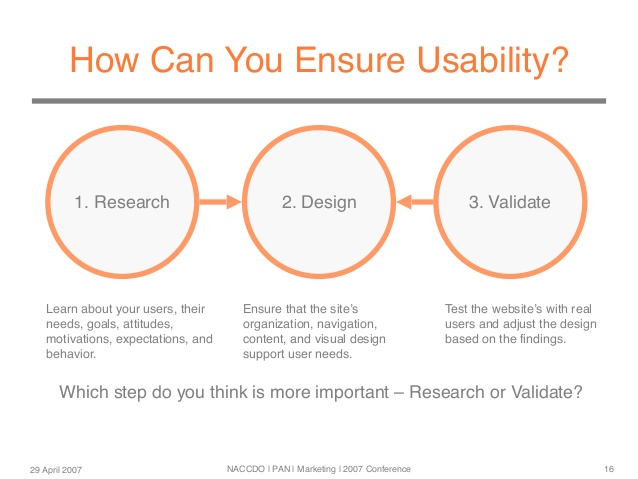 How Can You Ensure Usability?
1. Research
2. Design
3. Validate
Learn about your users, their
needs, goals, attitudes,
motivations, expectations, and
behavior.
Ensure that the site's
organization, navigation,
content, and visual design
support user needs.
Test the website's with real
users and adjust the design
based on the findings.
Which step do you think is more important – Research or Validate?
29 April 2007
NACCDO | PAN | Marketing | 2007 Conference
16